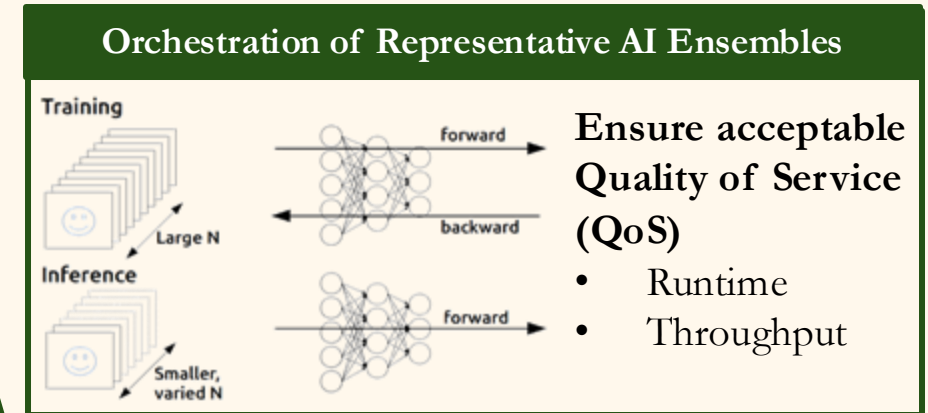 Orchestration of Representative AI Ensembles
Training
Large N
forward
backward
Inference
Smaller,
varied N
forward
Ensure acceptable
Quality of Service
(QoS)
• Runtime
• Throughput